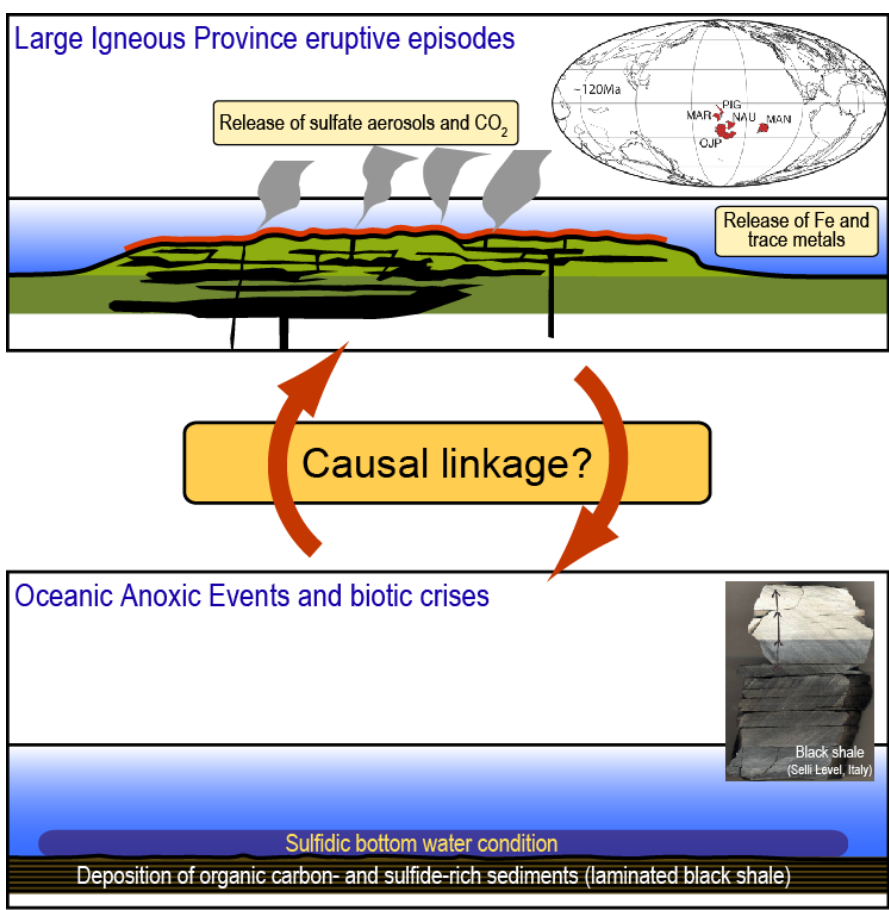 Large Igneous Province eruptive episodes
~120Ma
PIG
MAR
NAU
MAN
OJP
Release of sulfate aerosols and CO2
Release of Fe and
trace metals
Causal linkage?
Oceanic Anoxic Events and biotic crises
Black shale
(Selli Level, Italy)
Sulfidic bottom water condition
Deposition of organic carbon- and sulfide-rich sediments (laminated black shale)